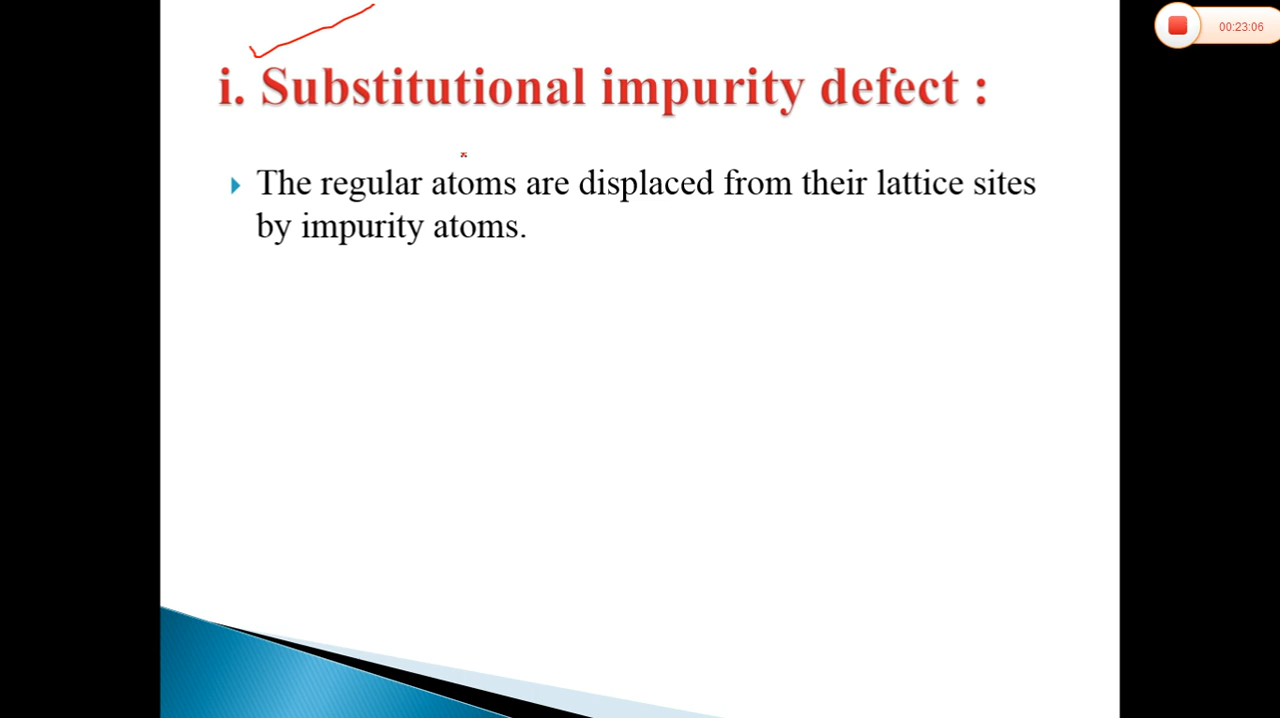 00:23:06
i. Substitutional impurity defect :
The regular atoms are displaced from their lattice sites
by impurity atoms.